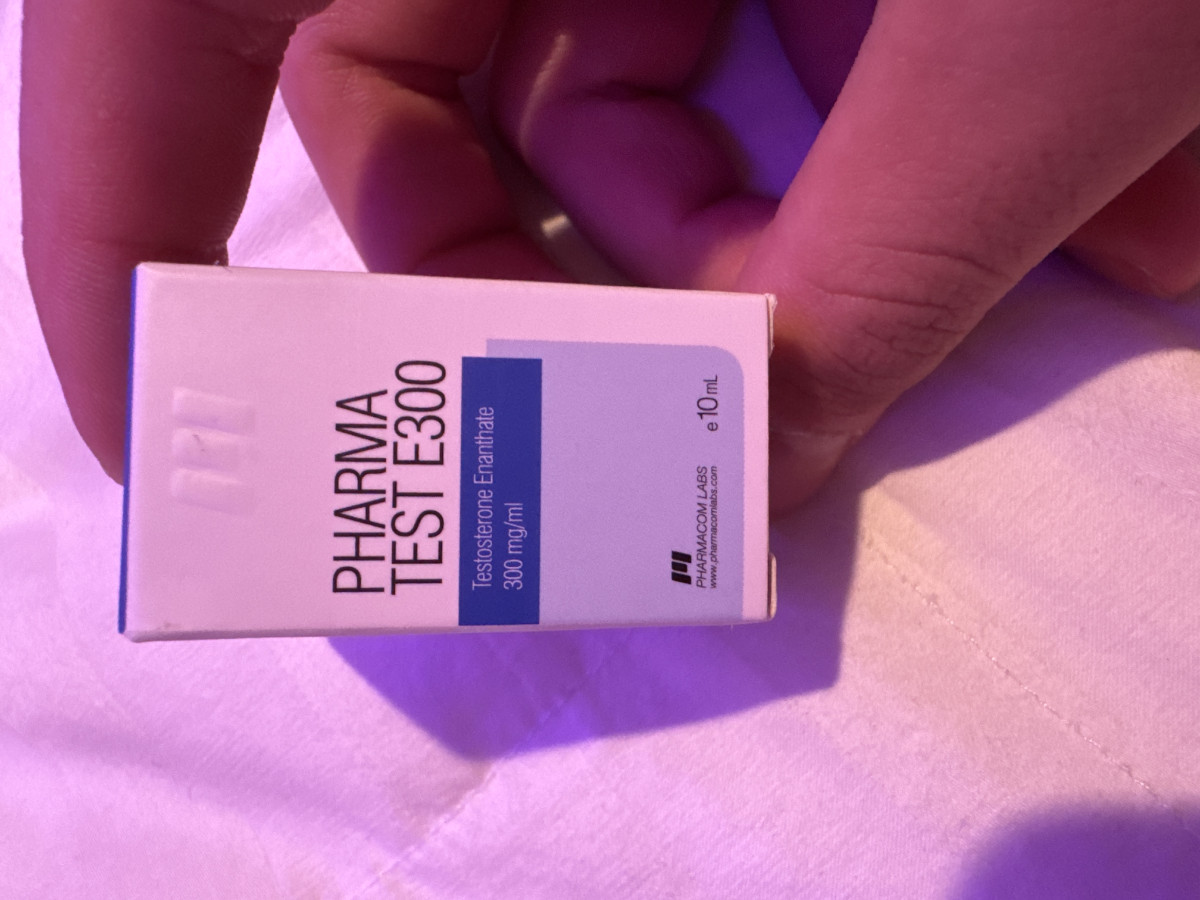 PHARMA
TEST E300
Testosterone Enanthate
300 mg/ml
PHARMACOM LABS
www.pharmacomlabs.com
e 10 mL